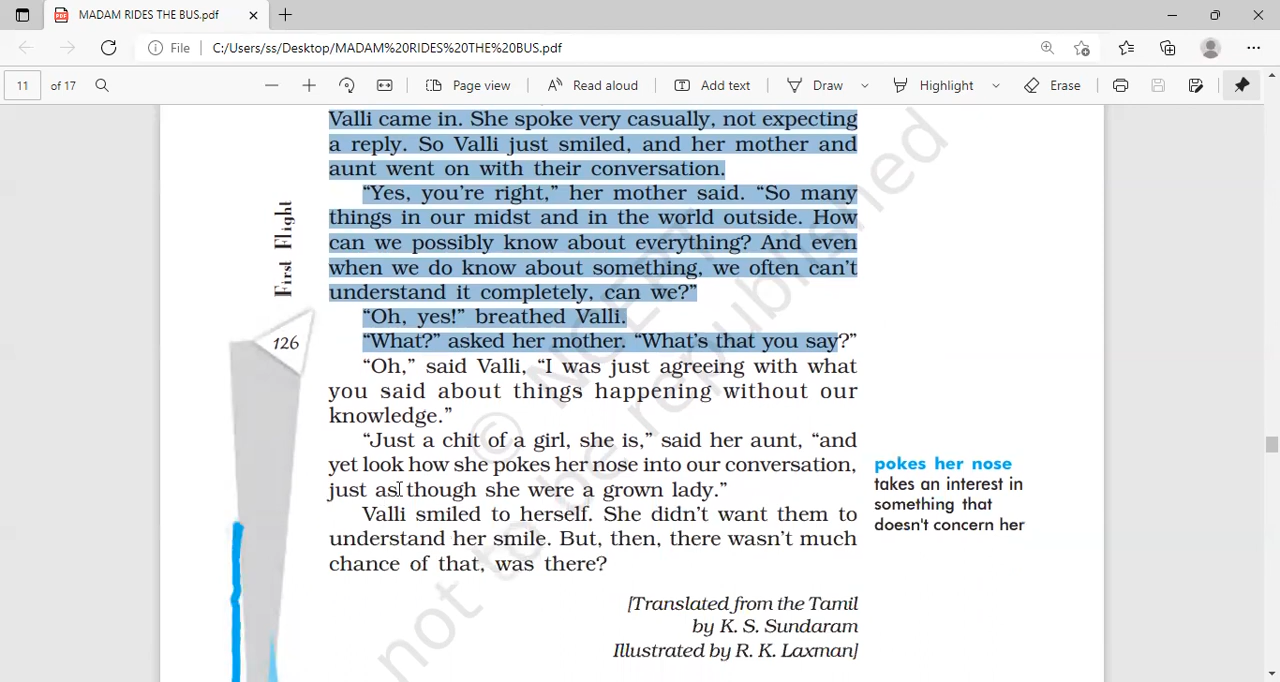 MADAM RIDES THE BUS.pdf
File
C:/Users/ss/Desktop/MADAM%20RIDES%20THE%20BUS.pdf
11 of 17
Page view
Read aloud
Add text
Draw
Highlight
Erase
Valli came in. She spoke very casually, not expecting
a reply. So Valli just smiled, and her mother and
aunt went on with their conversation.
“Yes, you’re right,” her mother said. “So many
things in our midst and in the world outside. How
can we possibly know about everything? And even
when we do know about something, we often can’t
understand it completely, can we?”
“Oh, yes!” breathed Valli.
“What?” asked her mother. “What’s that you say?”
“Oh,” said Valli, “I was just agreeing with what
you said about things happening without our
knowledge.”
“Just a chit of a girl, she is,” said her aunt, “and
yet look how she pokes her nose into our conversation,
just as though she were a grown lady.”
Valli smiled to herself. She didn’t want them to
understand her smile. But, then, there wasn’t much
chance of that, was there?
[Translated from the Tamil
by K. S. Sundaram
Illustrated by R. K. Laxman]
pokes her nose
takes an interest in
something that
doesn't concern her
First Flight
126
© NCERT
not to be republished